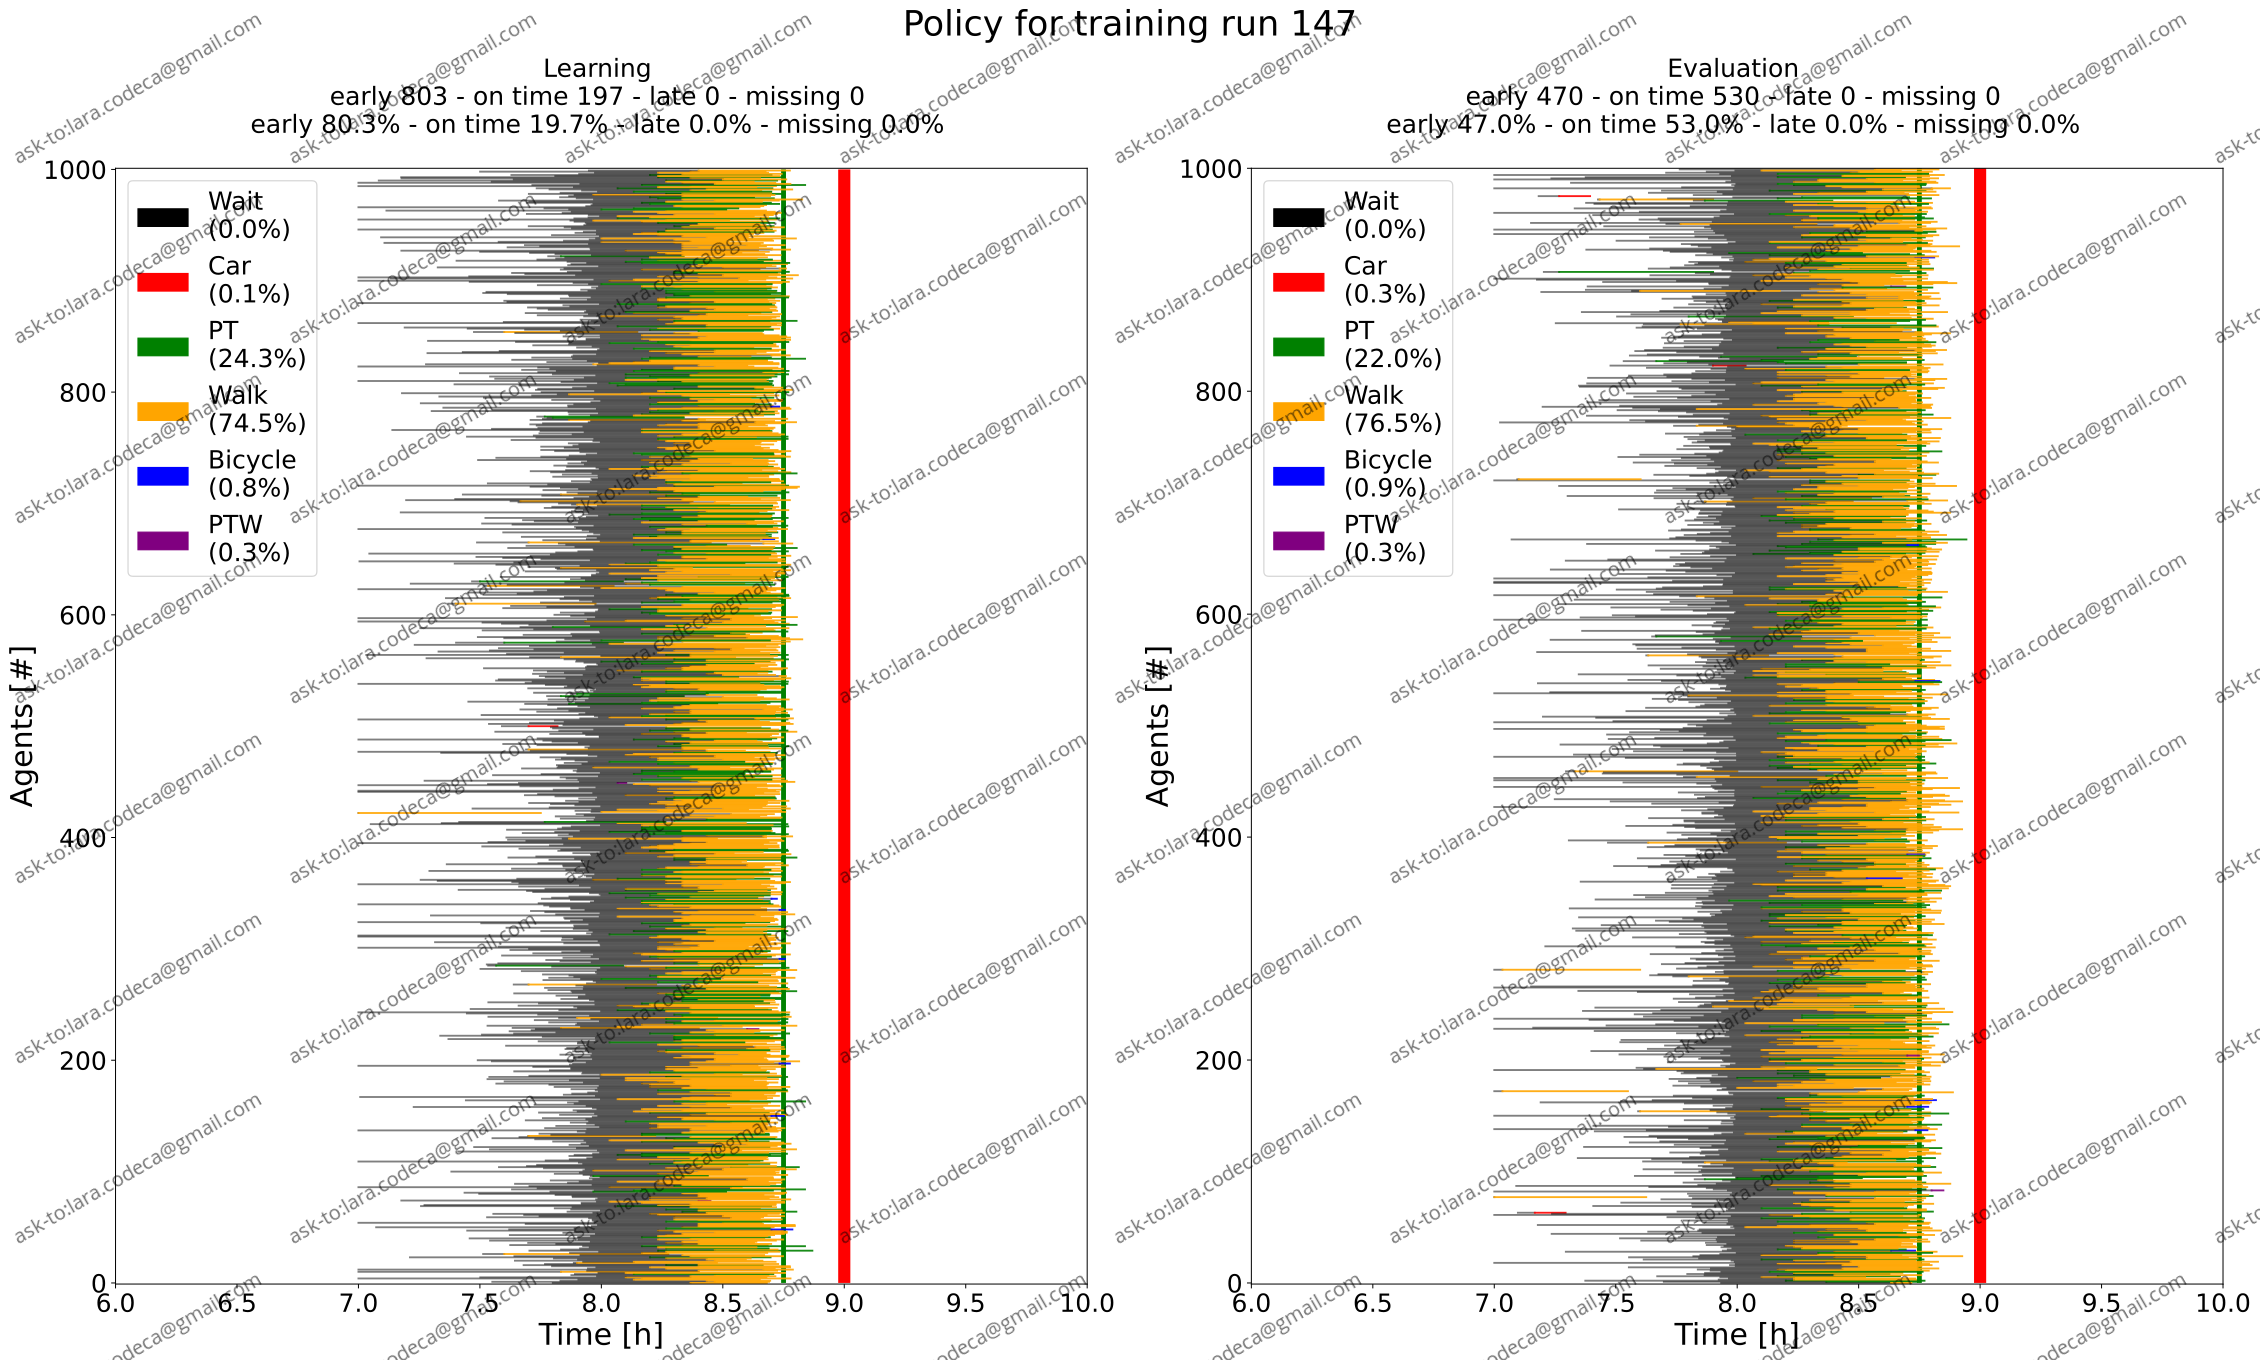 Policy for training run 147
Learning
early 803 - on time 197 - late 0 - missing 0
early 80.3% - on time 19.7% - late 0.0% - missing 0.0%
Agents [#]
1000
800
600
400
200
0
Wait
(0.0%)
Car
(0.1%)
PT
(24.3%)
Walk
(74.5%)
Bicycle
(0.8%)
PTW
(0.3%)
6.0 6.5 7.0 7.5 8.0 8.5 9.0 9.5 10.0
Time [h]
Evaluation
early 470 - on time 530 - late 0 - missing 0
early 47.0% - on time 53.0% - late 0.0% - missing 0.0%
Agents [#]
1000
800
600
400
200
0
Wait
(0.0%)
Car
(0.3%)
PT
(22.0%)
Walk
(76.5%)
Bicycle
(0.9%)
PTW
(0.3%)
6.0 6.5 7.0 7.5 8.0 8.5 9.0 9.5 10.0
Time [h]
ask-to:lara.codeca@gmail.com